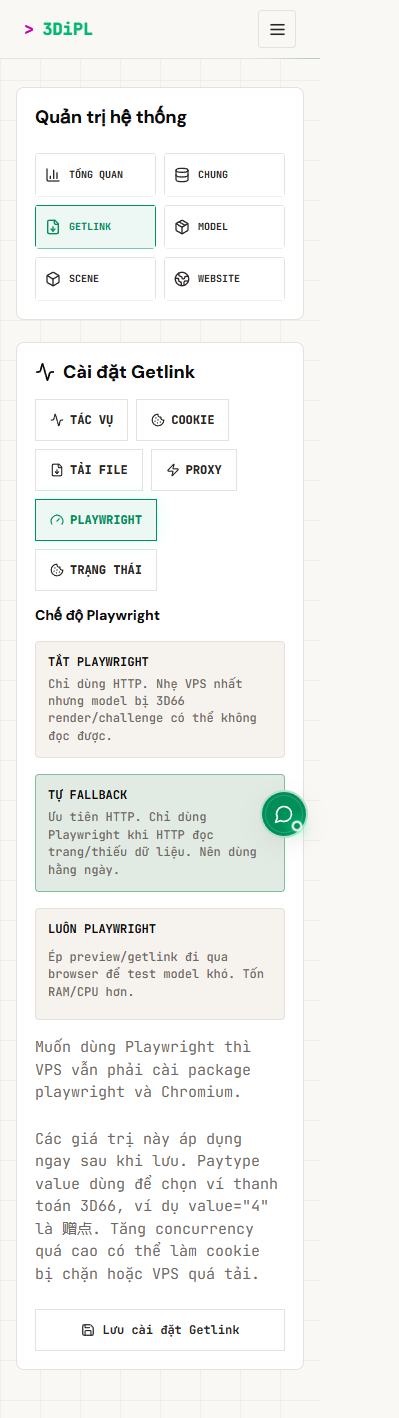 > 3DiPL
Quản trị hệ thống
TỔNG QUAN
CHUNG
GETLINK
MODEL
SCENE
WEBSITE
Cài đặt Getlink
TÁC VỤ
COOKIE
TẢI FILE
PROXY
PLAYWRIGHT
TRẠNG THÁI
Chế độ Playwright
TẮT PLAYWRIGHT
Chỉ dùng HTTP. Nhẹ VPS nhất
nhưng model bị 3D66
render/challenge có thể không
đọc được.
TỰ FALLBACK
Ưu tiên HTTP. Chỉ dùng
Playwright khi HTTP đọc
trang/thiếu dữ liệu. Nên dùng
hằng ngày.
LUÔN PLAYWRIGHT
Ép preview/getlink đi qua
browser để test model khó. Tốn
RAM/CPU hơn.
Muốn dùng Playwright thì
VPS vẫn phải cài package
playwright và Chromium.
Các giá trị này áp dụng
ngay sau khi lưu. Paytype
value dùng để chọn ví thanh
toán 3D66, ví dụ value="4"
là 赠点. Tăng concurrency
quá cao có thể làm cookie
bị chặn hoặc VPS quá tải.
Lưu cài đặt Getlink